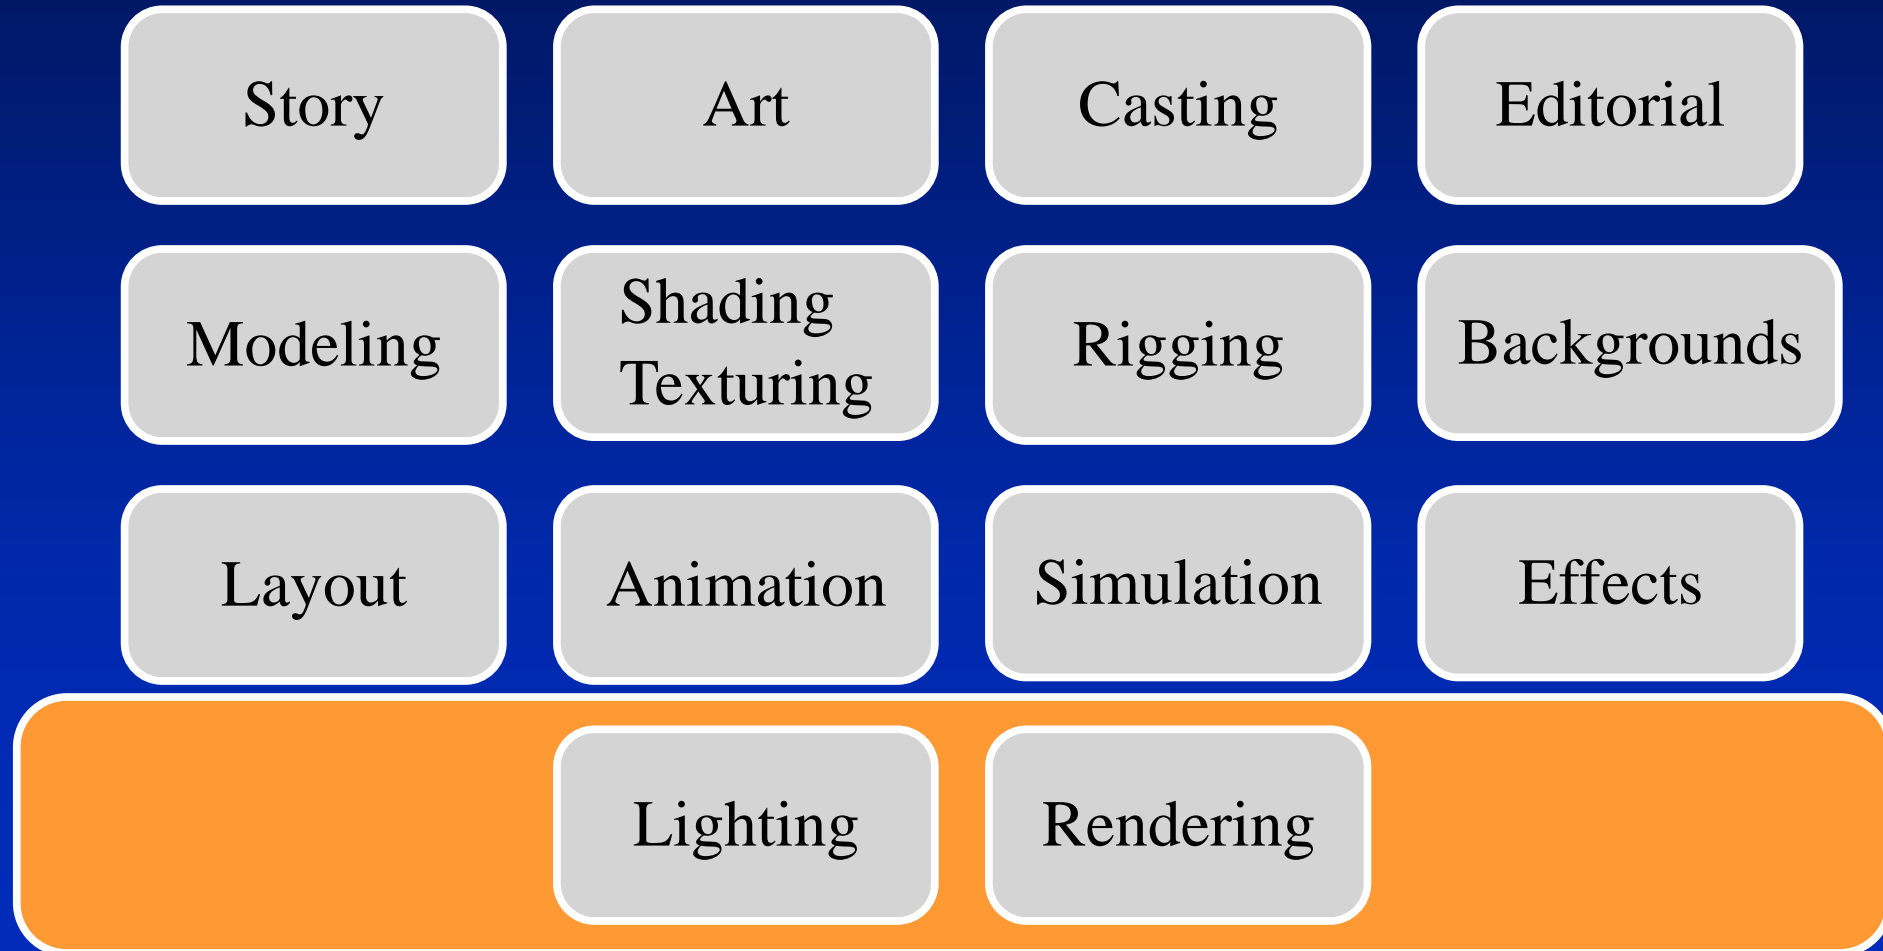 Story
Art
Casting
Editorial
Modeling
Shading
Texturing
Rigging
Backgrounds
Layout
Animation
Simulation
Effects
Lighting
Rendering